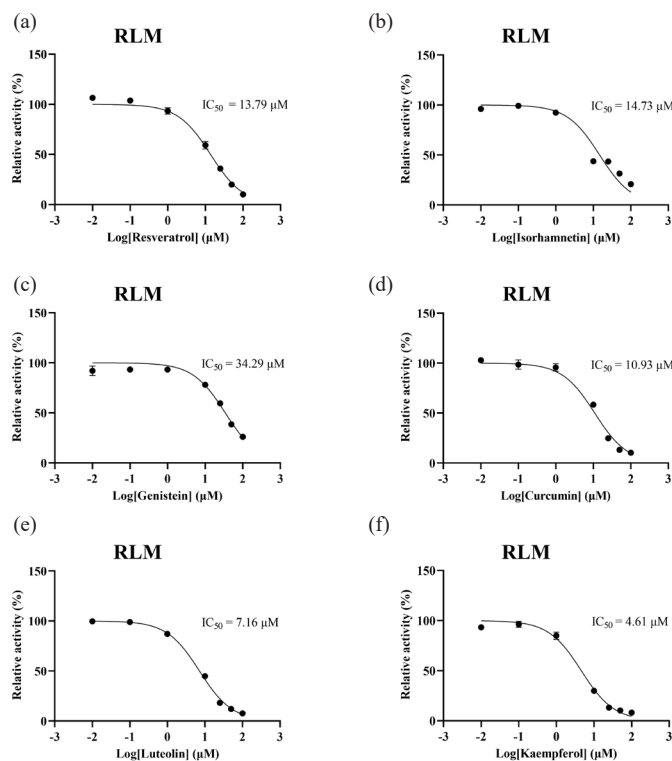 (a)
RLM
Relative activity (%)
150
100
50
0
IC50 = 13.79 μM
-3 -2 -1 0 1 2 3
Log[Resveratrol] (μM)
(b)
RLM
Relative activity (%)
150
100
50
0
IC50 = 14.73 μM
-3 -2 -1 0 1 2 3
Log[Isorhamnetin] (μM)
(c)
RLM
Relative activity (%)
150
100
50
0
IC50 = 34.29 μM
-3 -2 -1 0 1 2 3
Log[Genistein] (μM)
(d)
RLM
Relative activity (%)
150
100
50
0
IC50 = 10.93 μM
-3 -2 -1 0 1 2 3
Log[Curcumin] (μM)
(e)
RLM
Relative activity (%)
150
100
50
0
IC50 = 7.16 μM
-3 -2 -1 0 1 2 3
Log[Luteolin] (μM)
(f)
RLM
Relative activity (%)
150
100
50
0
IC50 = 4.61 μM
-3 -2 -1 0 1 2 3
Log[Kaempferol] (μM)